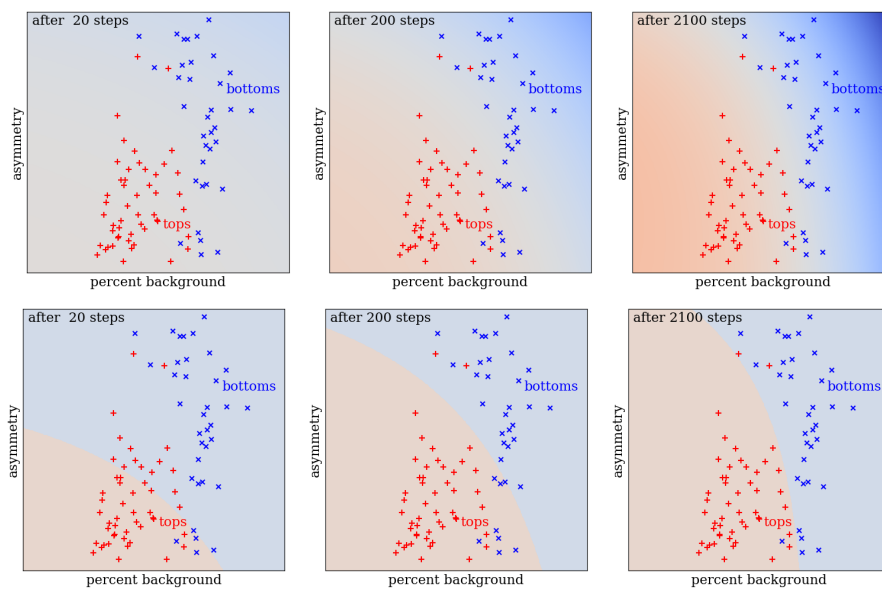 after  20 steps
bottoms
tops
asymmetry
percent background
after 200 steps
bottoms
tops
asymmetry
percent background
after 2100 steps
bottoms
tops
asymmetry
percent background
after  20 steps
bottoms
tops
asymmetry
percent background
after 200 steps
bottoms
tops
asymmetry
percent background
after 2100 steps
bottoms
tops
asymmetry
percent background